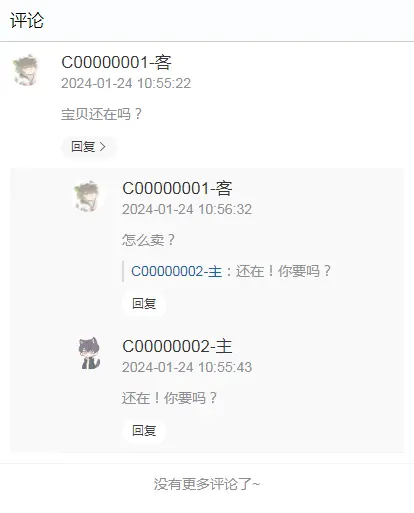 评论
C00000001-客
2024-01-24 10:55:22
宝贝还在吗？
回复
C00000001-客
2024-01-24 10:56:32
怎么卖？
C00000002-主：还在！你要吗？
回复
C00000002-主
2024-01-24 10:55:43
还在！你要吗？
回复
没有更多评论了~